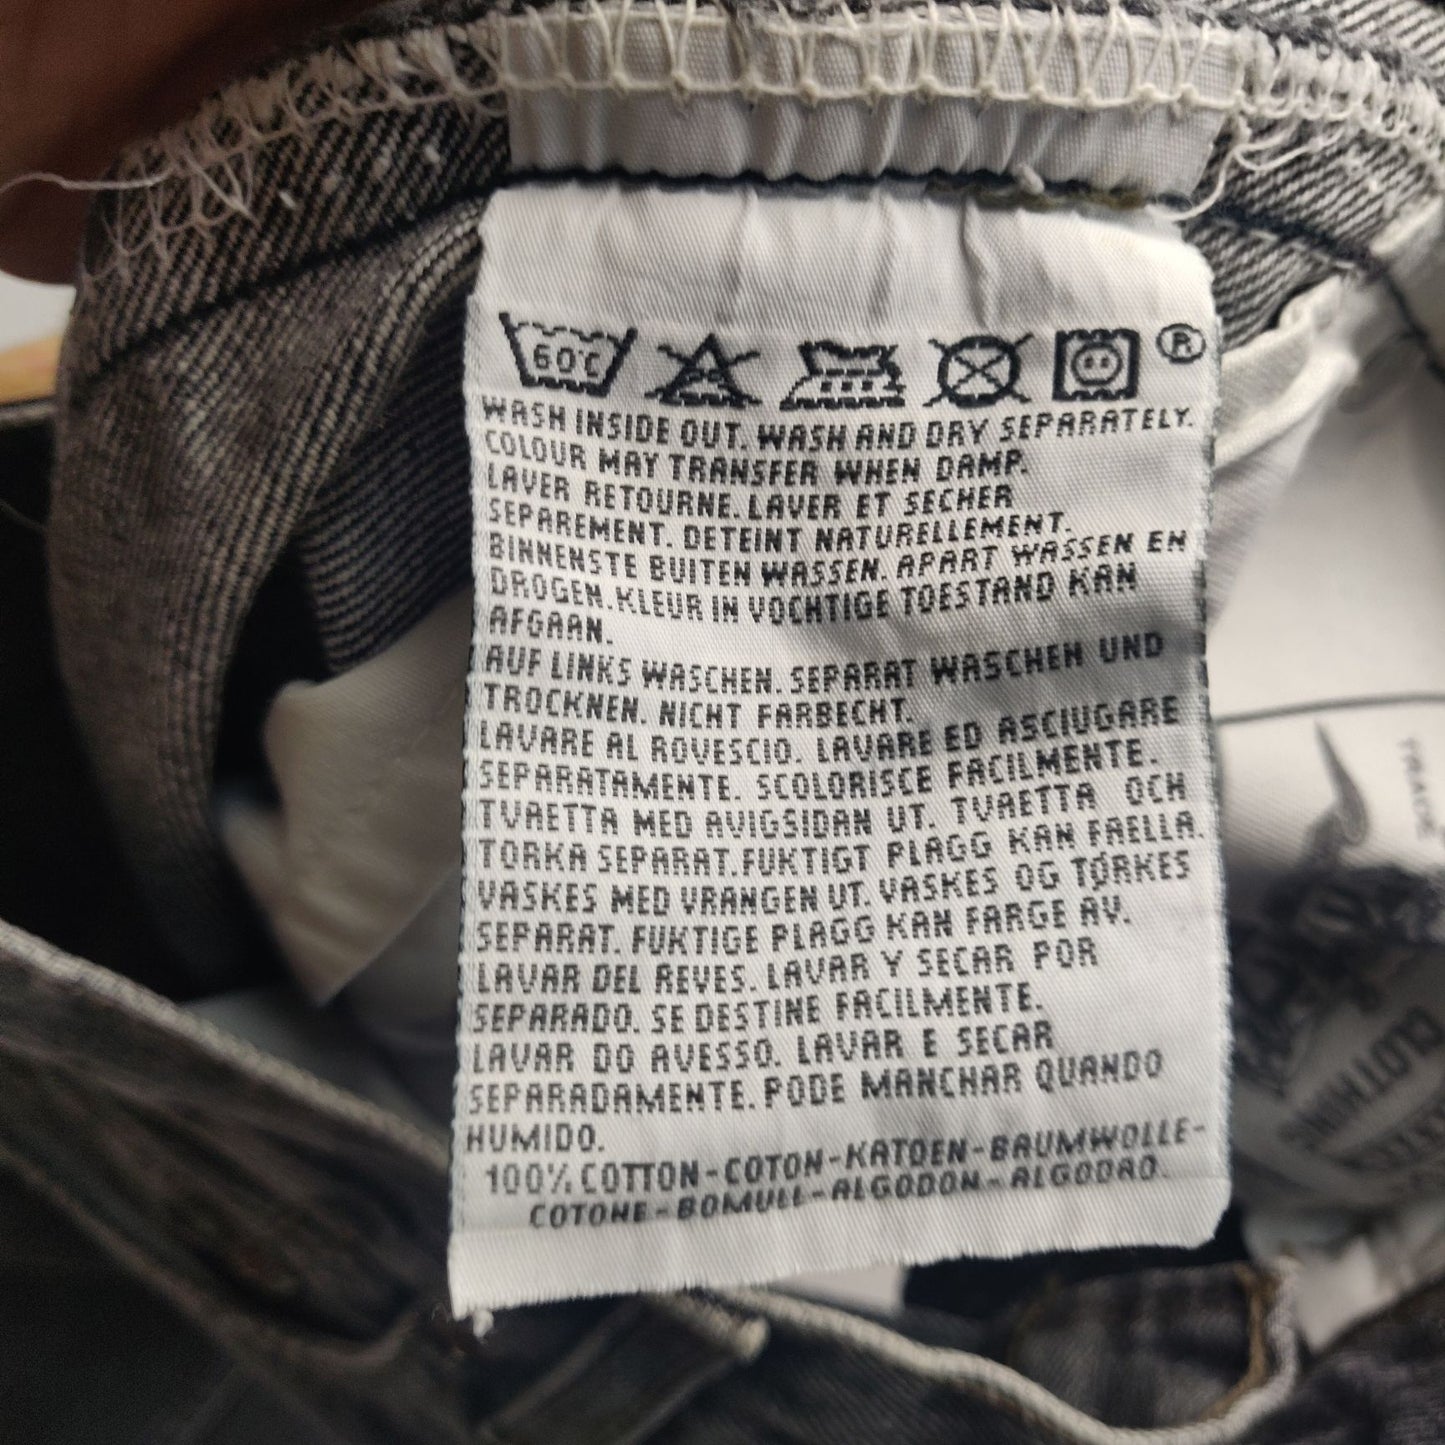 60°C
®
WASH INSIDE OUT. WASH AND DRY SEPARATELY.
COLOUR MAY TRANSFER WHEN DAMP.
LAVER RETOURNE. LAVER ET SECHER
SEPAREMENT. DETEINT NATURELLEMENT.
BINNENSTE BUITEN WASSEN. APART WASSEN EN
DROGEN. KLEUR IN VOCHTIGE TOESTAND KAN
AFGAAN.
AUF LINKS WASCHEN. SEPARAT WASCHEN UND
TROCKNEN. NICHT FARBECHT.
LAVARE AL ROVESCIO. LAVARE ED ASCIUGARE
SEPARATAMENTE. SCOLORISCE FACILMENTE.
TVAETTA MED AVIGSIDAN UT. TVAETTA OCH
TORKA SEPARAT. FUKTIGT PLAGG KAN FAELLA.
VASKES MED VRANGEN UT. VASKES OG TØRKES
SEPARAT. FUKTIGE PLAGG KAN FARGE AV.
LAVAR DEL REVES. LAVAR Y SECAR POR
SEPARADO. SE DESTINE FACILMENTE.
LAVAR DO AVESSO. LAVAR E SECAR
SEPARADAMENTE. PODE MANCHAR QUANDO
HUMIDO.
100% COTTON-COTON-KATOEN-BAUMWOLLE-
COTONE-BOMULL-ALGODON-ALGODAO.
TRADE
CLOTHING